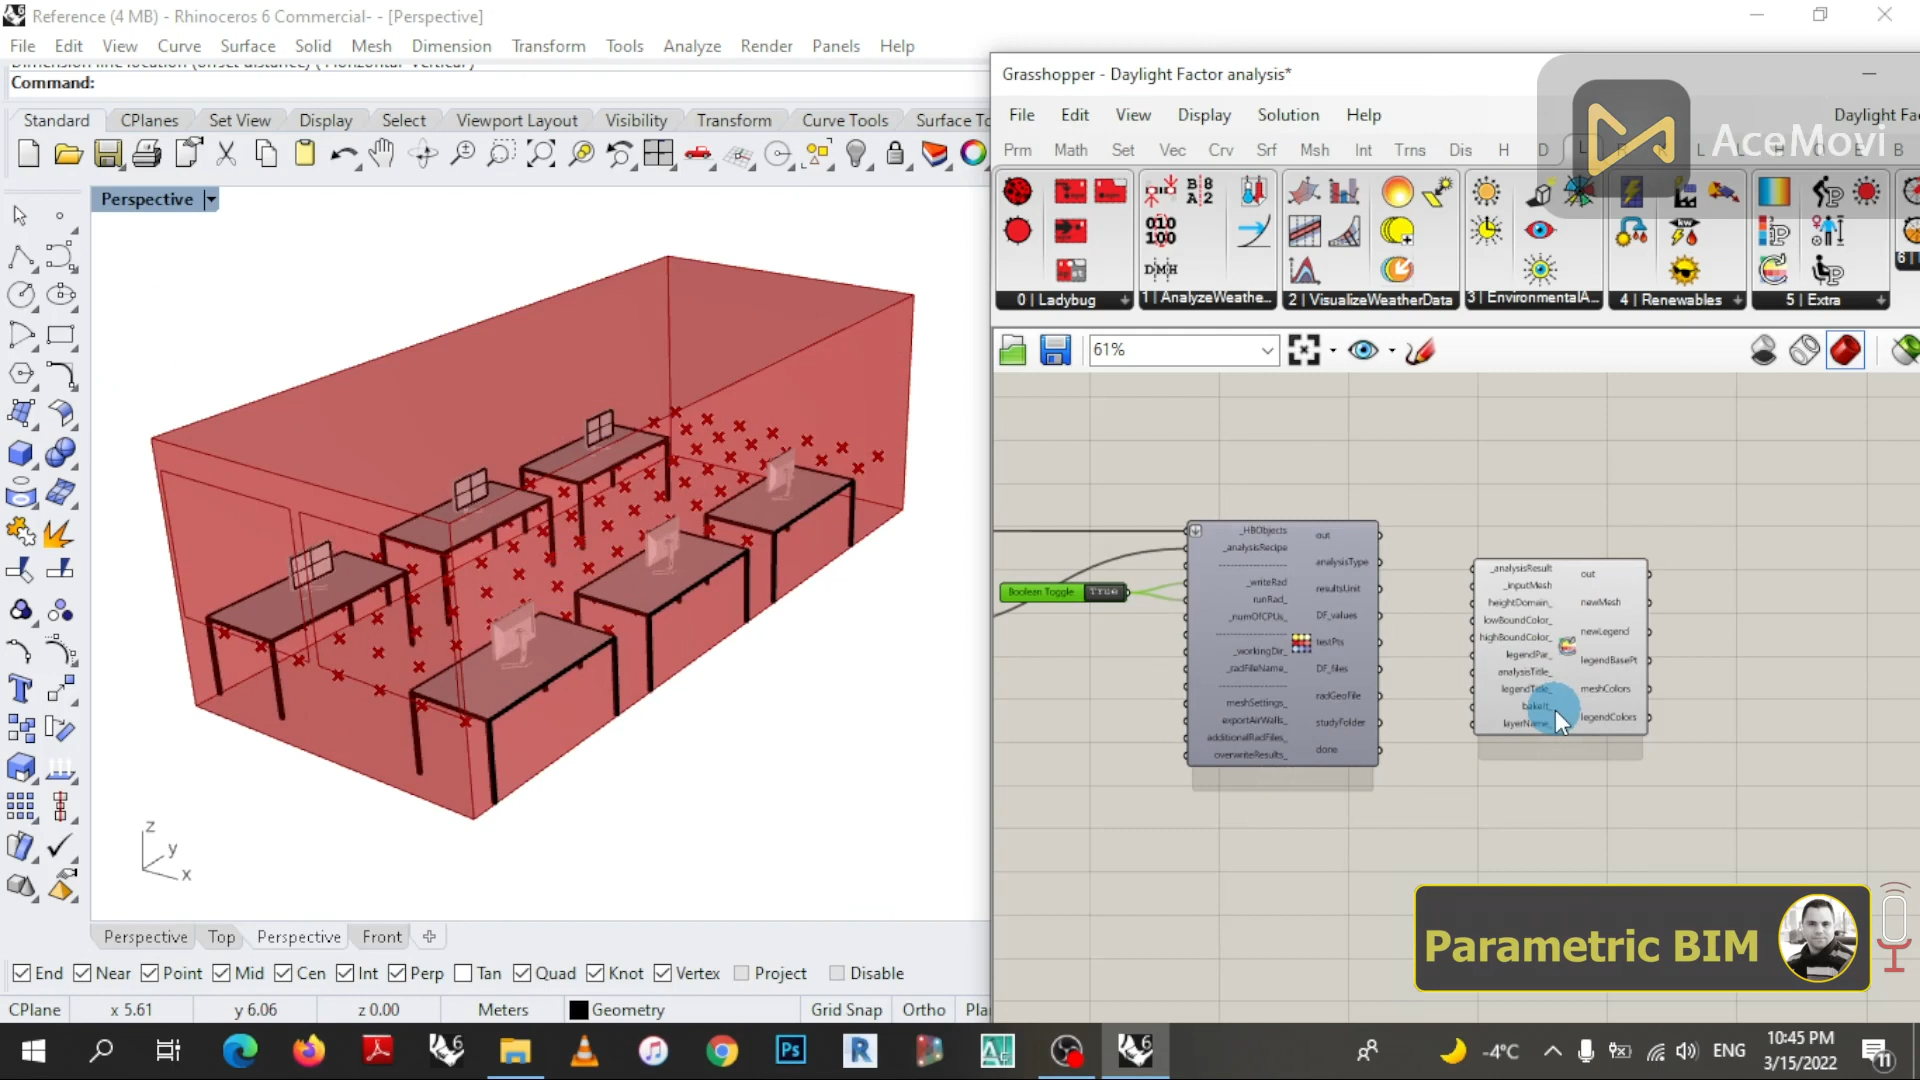 Reference (4 MB) - Rhinoceros 6 Commercial- - [Perspective]
File Edit View Curve Surface Solid Mesh Dimension Transform Tools Analyze Render Panels Help
Command:
Standard CPlanes Set View Display Select Viewport Layout Visibility Transform Curve Tools Surface To
Perspective
z
y
x
Perspective Top Perspective Front
End Near Point Mid Cen Int Perp Tan Quad Knot Vertex Project Disable
CPlane x 5.61 y 6.06 z 0.00 Meters Geometry Grid Snap Ortho Pla
Grasshopper - Daylight Factor analysis*
File Edit View Display Solution Help Daylight Fac
AceMovi
Prm Math Set Vec Crv Srf Msh Int Trns Dis H D L
0 | Ladybug
1 | AnalyzeWeathe...
2 | VisualizeWeatherData
3 | EnvironmentalA...
4 | Renewables
5 | Extra
6 |
61%
Boolean Toggle True
_HBObjects
_analysisRecipe
_writeRad
runRad_
_numOfCPUs_
_workingDir_
_radFileName_
meshSettings_
exportAirWalls_
additionalRadFiles_
overwriteResults_
out
analysisType
resultsUnit
DF_values
testPts
DF_files
radGeoFile
studyFolder
done
_analysisResult
_inputMesh
heightDomain_
lowBoundColor_
highBoundColor_
legendPar_
analysisTitle_
legendTitle_
bakeIt_
layerName_
out
newMesh
newLegend
legendBasePt
meshColors
legendColors
Parametric BIM
-4°C ENG 10:45 PM
3/15/2022
11